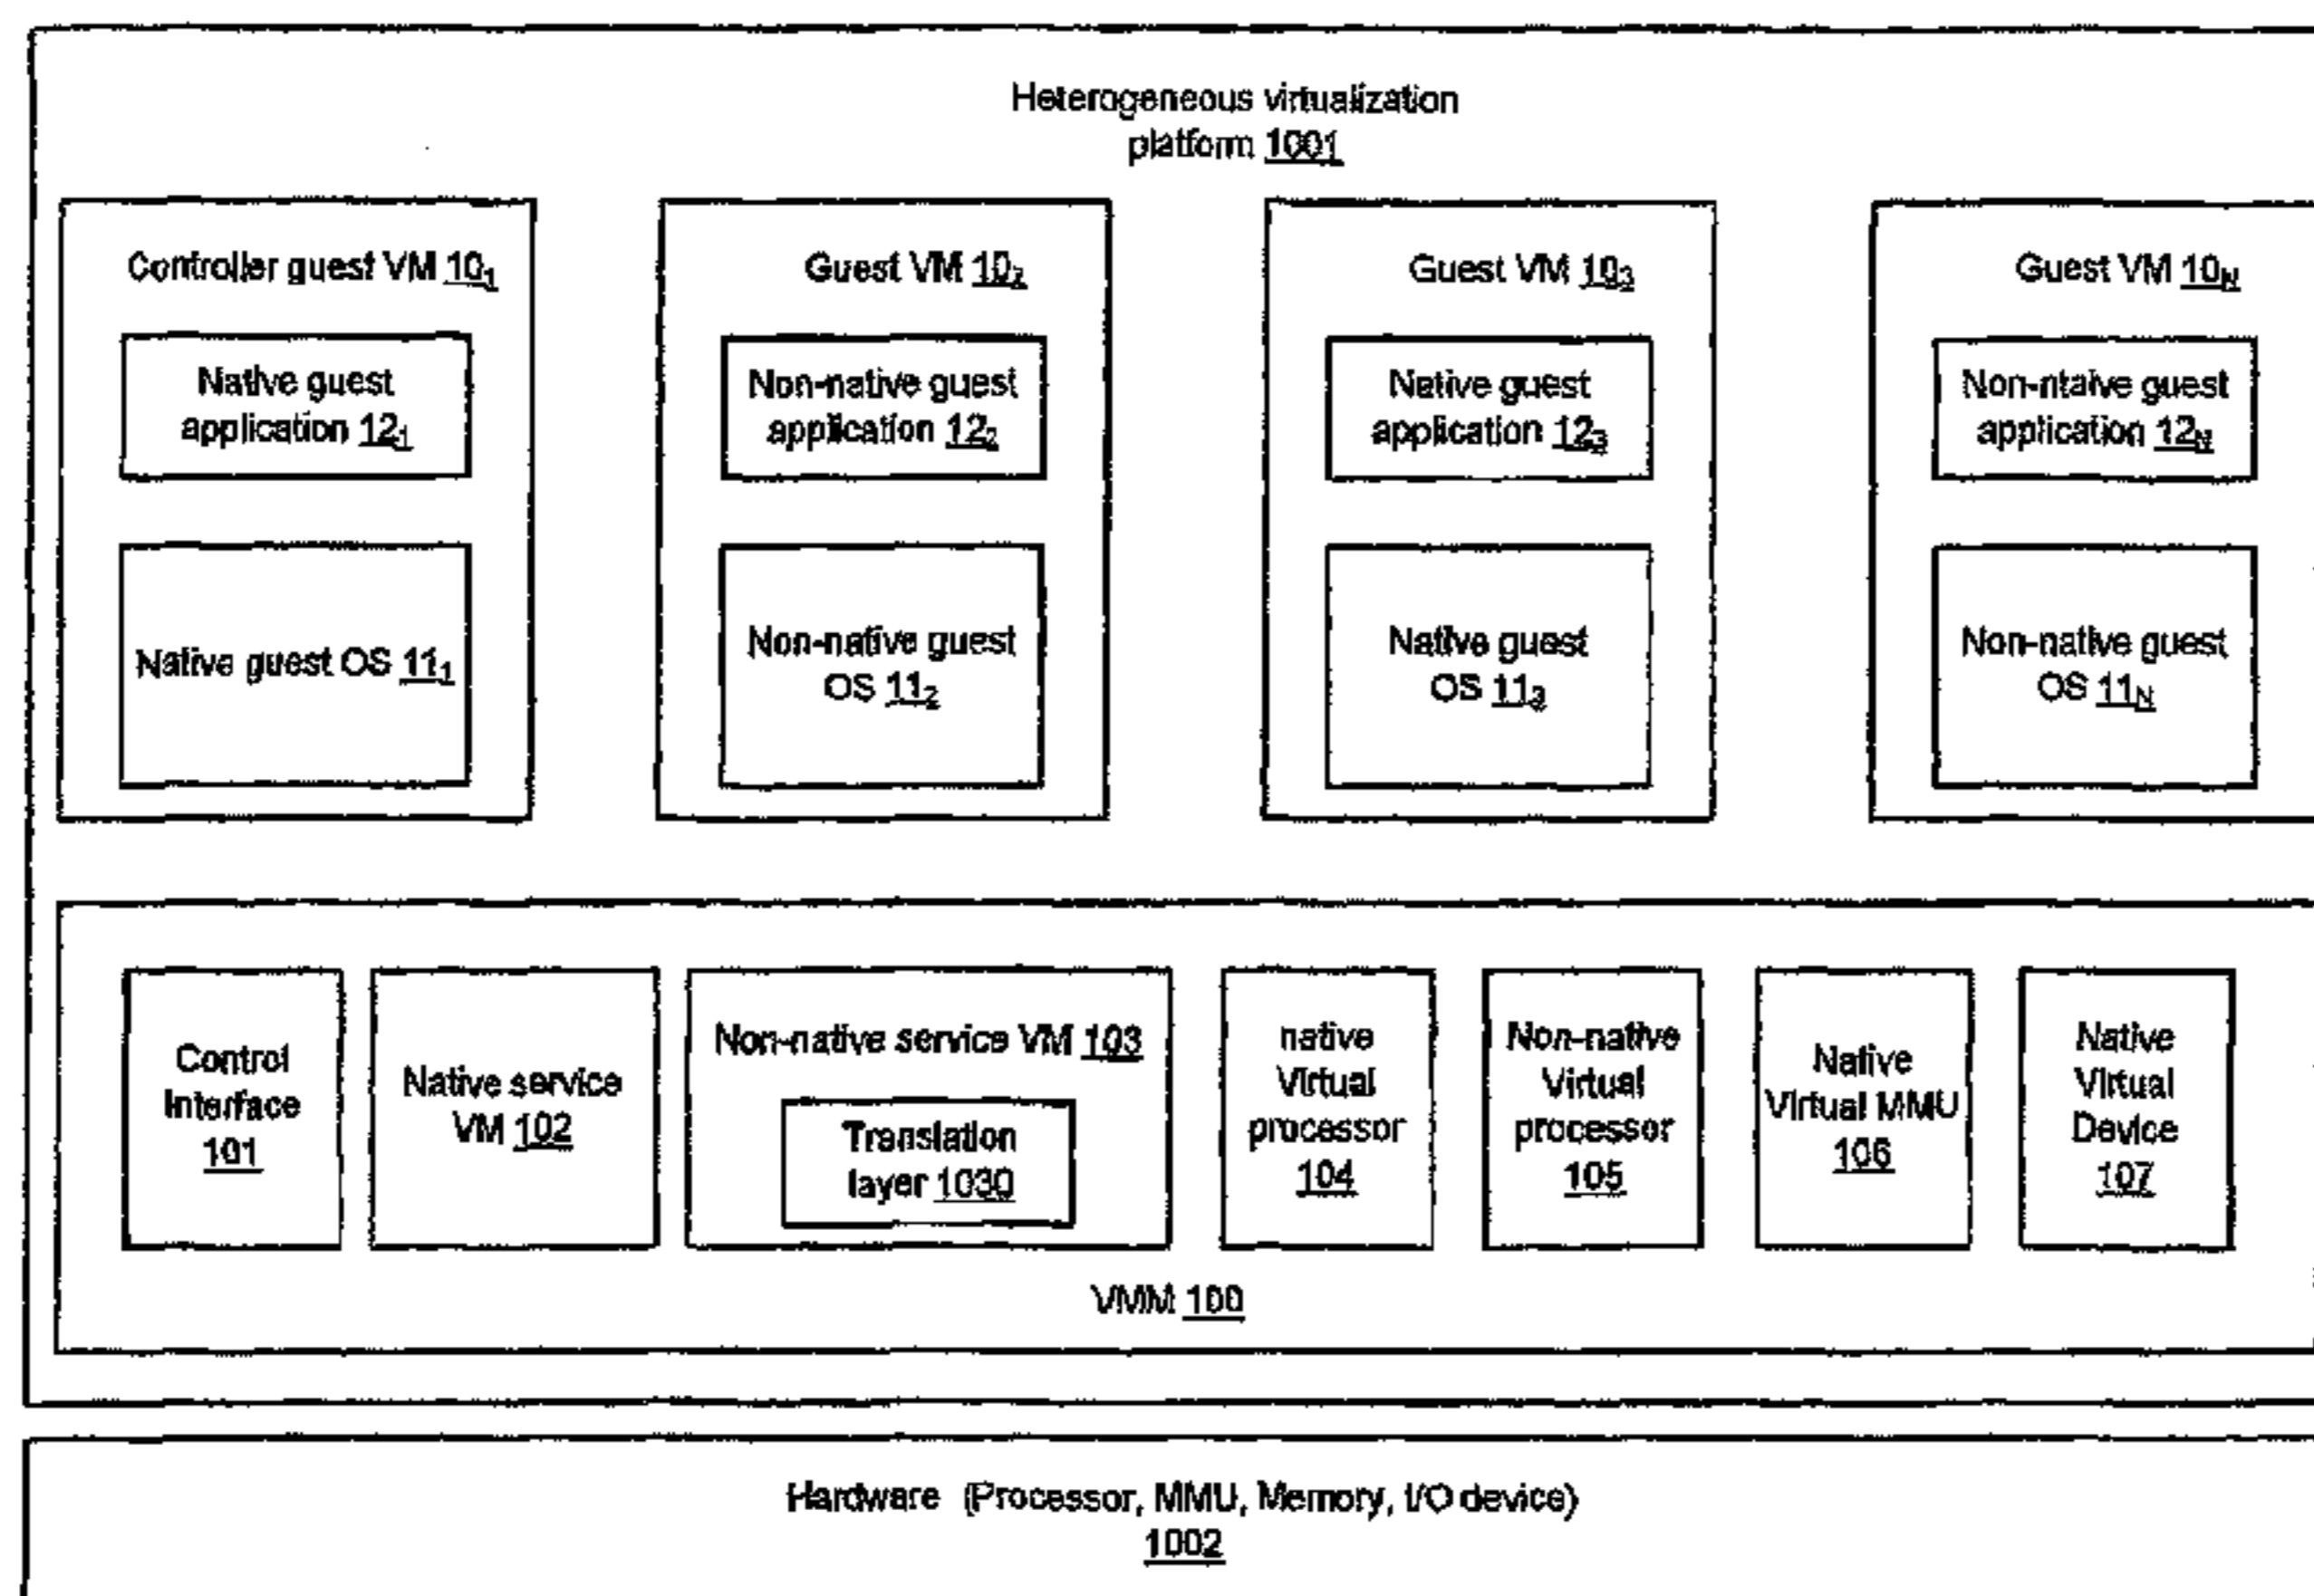 Heterogeneous virtualization
platform 1001
Controller guest VM 10₁
Native guest
application 12₁
Native guest OS 11₁
Guest VM 10₂
Non-native guest
application 12₂
Non-native guest
OS 11₂
Guest VM 10₃
Native guest
application 12₃
Native guest
OS 11₃
Guest VM 10N
Non-ntaive guest
application 12N
Non-native guest
OS 11N
Control
Interface
101
Native service
VM 102
Non-native service VM 103
Translation
layer 1030
native
Virtual
processor
104
Non-native
Virtual
processor
105
Native
Virtual MMU
106
Native
Virtual
Device
107
VMM 100
Hardware (Processor, MMU, Memory, I/O device)
1002